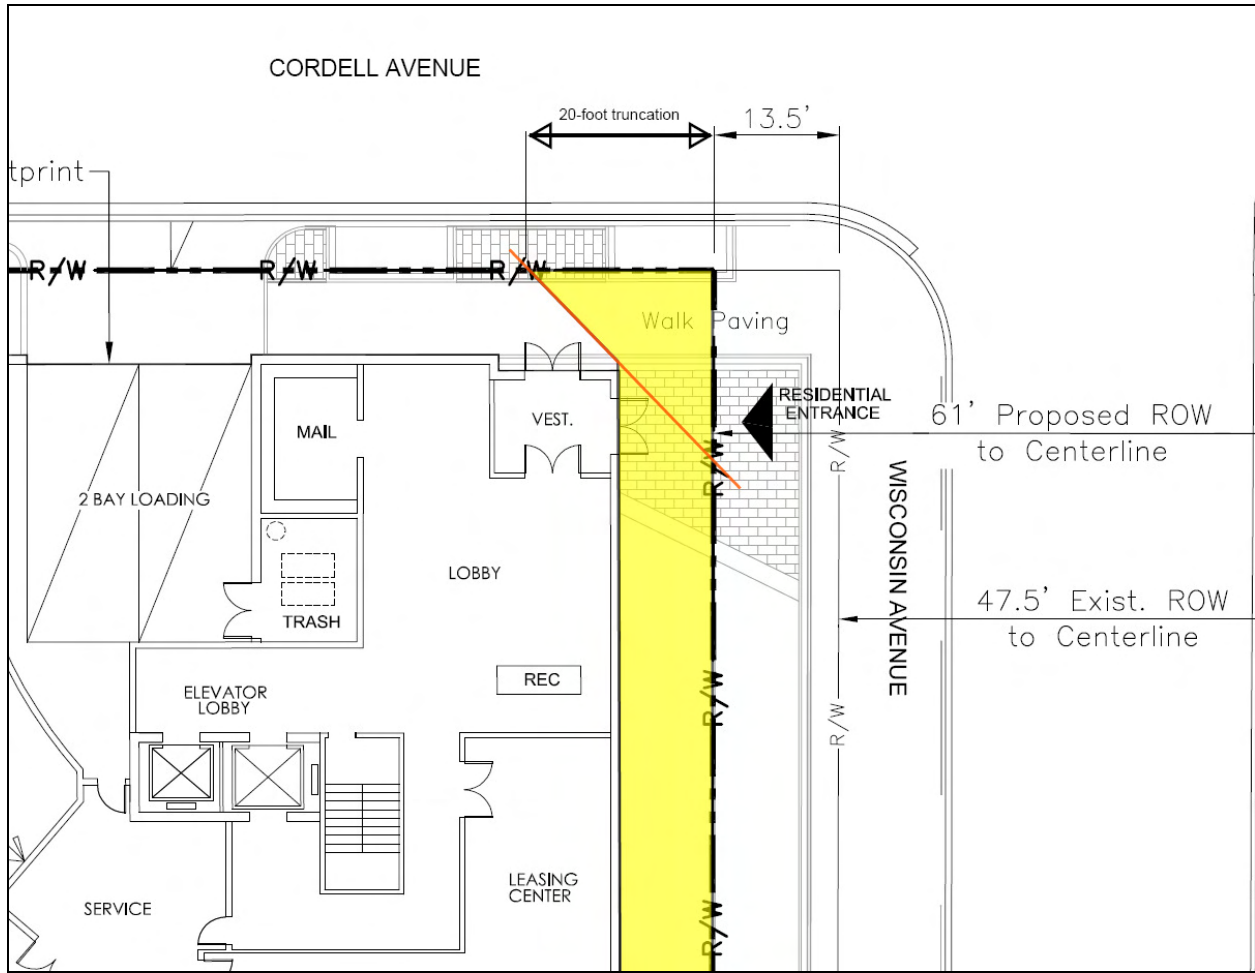 CORDELL AVENUE
20-foot truncation
13.5'
tprint
R/W
R/W
R/W
Walk Paving
RESIDENTIAL
ENTRANCE
61' Proposed ROW
to Centerline
MAIL
VEST.
R/W
R/W
2 BAY LOADING
WISCONSIN AVENUE
LOBBY
47.5' Exist. ROW
to Centerline
TRASH
REC
ELEVATOR
LOBBY
R/W
R/W
LEASING
CENTER
SERVICE
R/W